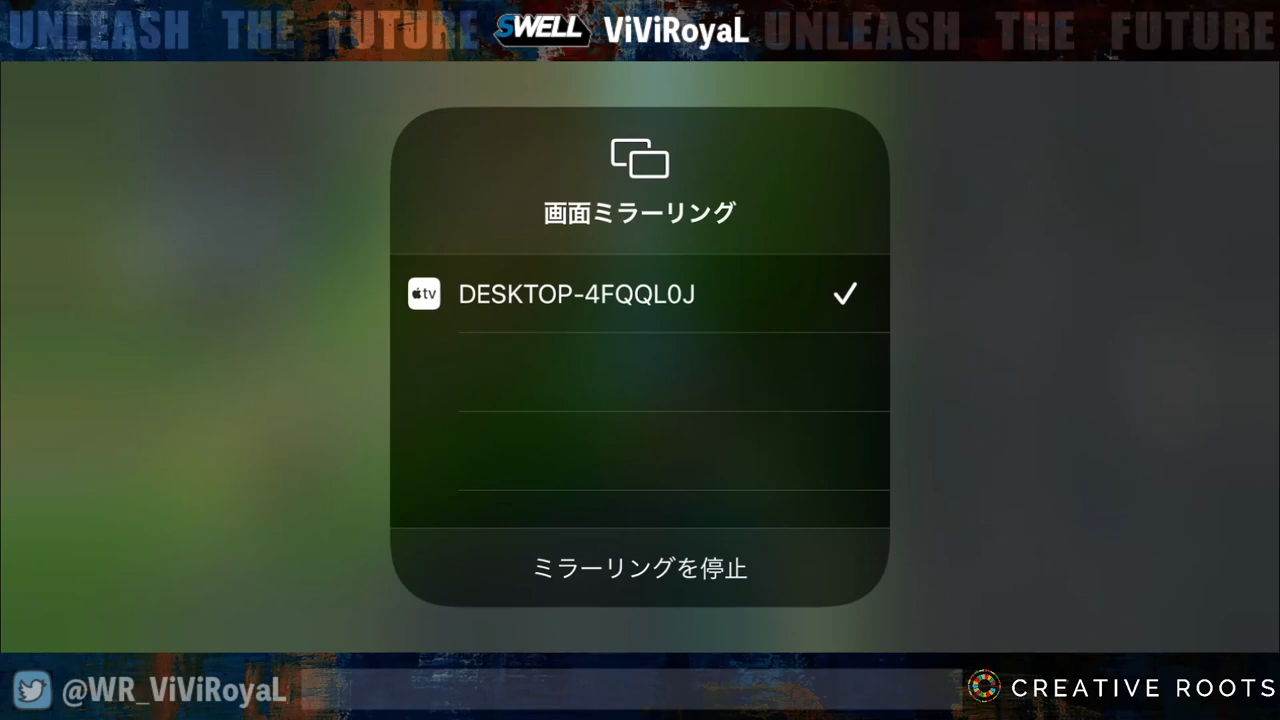 UNLEASH THE FUTURE SWELL ViViRoyaL UNLEASH THE FUTURE
画面ミラーリング
tv DESKTOP-4FQQL0J
ミラーリングを停止
@WR_ViViRoyaL CREATIVE ROOTS